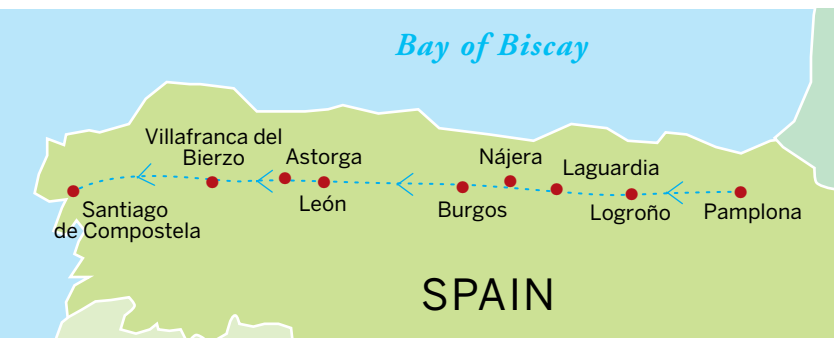 Bay of Biscay
Villafranca del
Bierzo
Astorga
Nájera
Laguardia
Santiago
de Compostela
León
Burgos
Logroño
Pamplona
SPAIN